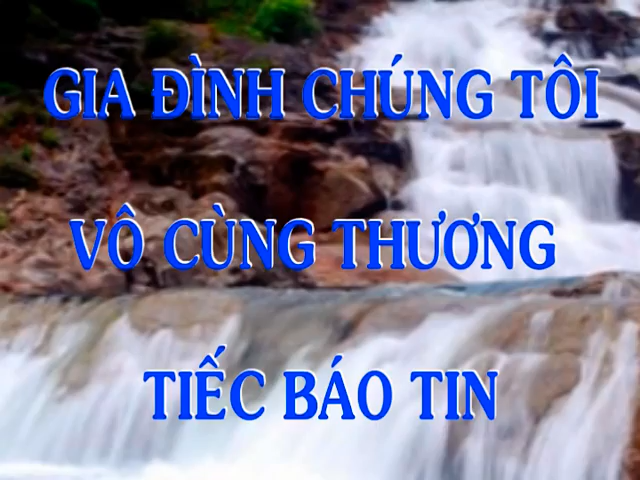 GIA ĐÌNH CHÚNG TÔI
VÔ CÙNG THƯƠNG
TIẾC BÁO TIN